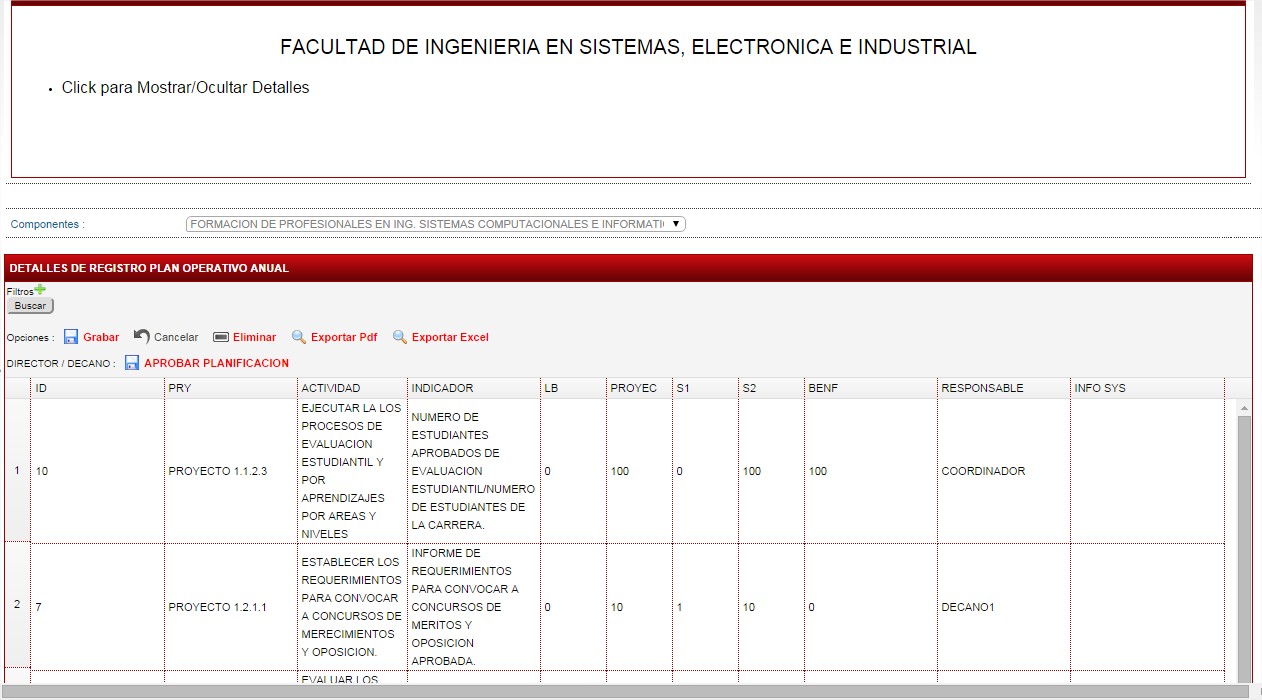 FACULTAD DE INGENIERIA EN SISTEMAS, ELECTRONICA E INDUSTRIAL
• Click para Mostrar/Ocultar Detalles
Componentes : FORMACION DE PROFESIONALES EN ING. SISTEMAS COMPUTACIONALES E INFORMATI
DETALLES DE REGISTRO PLAN OPERATIVO ANUAL
Filtros
Buscar
Opciones : Grabar Cancelar Eliminar Exportar Pdf Exportar Excel
DIRECTOR / DECANO : APROBAR PLANIFICACION
ID PRY ACTIVIDAD INDICADOR LB PROYEC S1 S2 BENF RESPONSABLE INFO SYS
1
10
PROYECTO 1.1.2.3
EJECUTAR LA LOS
PROCESOS DE
EVALUACION
ESTUDIANTIL Y
POR
APRENDIZAJES
POR AREAS Y
NIVELES
NUMERO DE
ESTUDIANTES
APROBADOS DE
EVALUACION
ESTUDIANTIL/NUMERO
DE ESTUDIANTES DE
LA CARRERA.
0
100
0
100
100
COORDINADOR
2
7
PROYECTO 1.2.1.1
ESTABLECER LOS
REQUERIMIENTOS
PARA CONVOCAR
A CONCURSOS DE
MERECIMIENTOS
Y OPOSICION.
INFORME DE
REQUERIMIENTOS
PARA CONVOCAR A
CONCURSOS DE
MERITOS Y
OPOSICION
APROBADA.
0
10
1
10
0
DECANO1
EVALUAR LOS